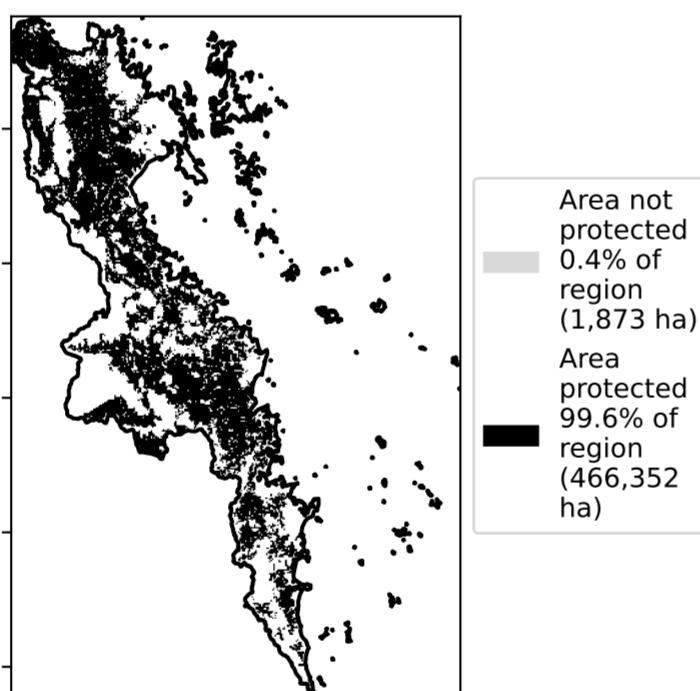 Area not
protected
0.4% of
region
(1,873 ha)
Area
protected
99.6% of
region
(466,352
ha)